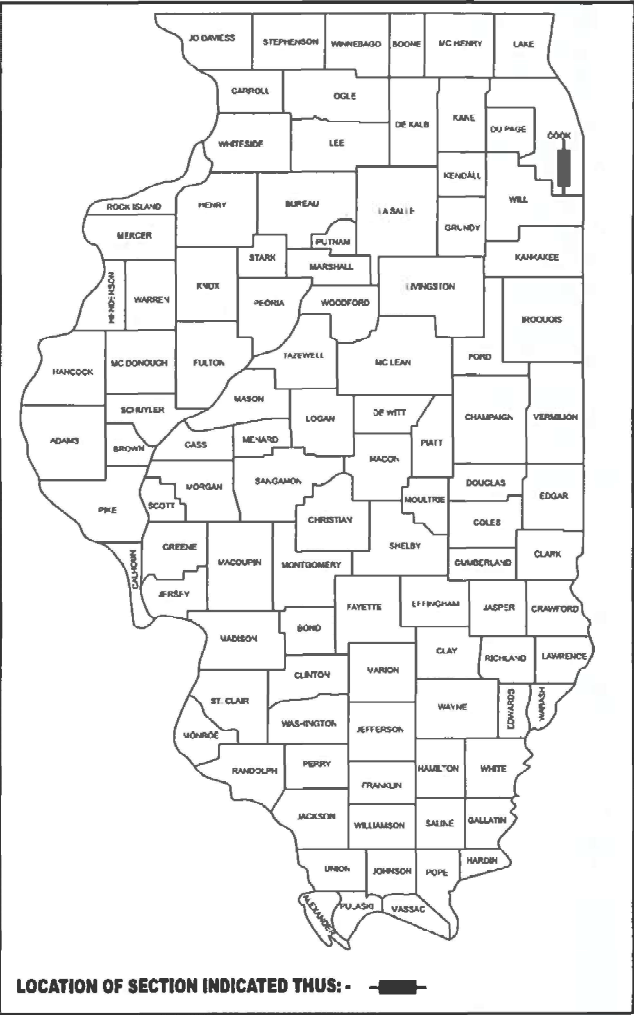 JO DAVIESS STEPHENSON WINNEBAGO BOONE MC HENRY LAKE
CARROLL OGLE
DE KALB KANE DU PAGE COOK
WHITESIDE LEE
KENDALL
ROCK ISLAND HENRY BUREAU LA SALLE WILL
MERCER GRUNDY
PUTNAM
STARK MARSHALL KANKAKEE
HENDERSON WARREN KNOX PEORIA WOODFORD LIVINGSTON
IROQUOIS
HANCOCK MC DONOUGH FULTON TAZEWELL MC LEAN FORD
MASON
SCHUYLER LOGAN DE WITT CHAMPAIGN VERMILION
ADAMS BROWN CASS MENARD PIATT
MACON
PIKE SCOTT MORGAN SANGAMON MOULTRIE DOUGLAS EDGAR
CHRISTIAN COLES
CALHOUN GREENE MACOUPIN MONTGOMERY SHELBY CUMBERLAND CLARK
JERSEY FAYETTE EFFINGHAM JASPER CRAWFORD
MADISON BOND
CLAY RICHLAND LAWRENCE
CLINTON MARION
ST. CLAIR WAYNE EDWARDS WABASH
MONROE WASHINGTON JEFFERSON
RANDOLPH PERRY HAMILTON WHITE
FRANKLIN
JACKSON WILLIAMSON SALINE GALLATIN
UNION JOHNSON POPE HARDIN
ALEXANDER PULASKI MASSAC
LOCATION OF SECTION INDICATED THUS: -